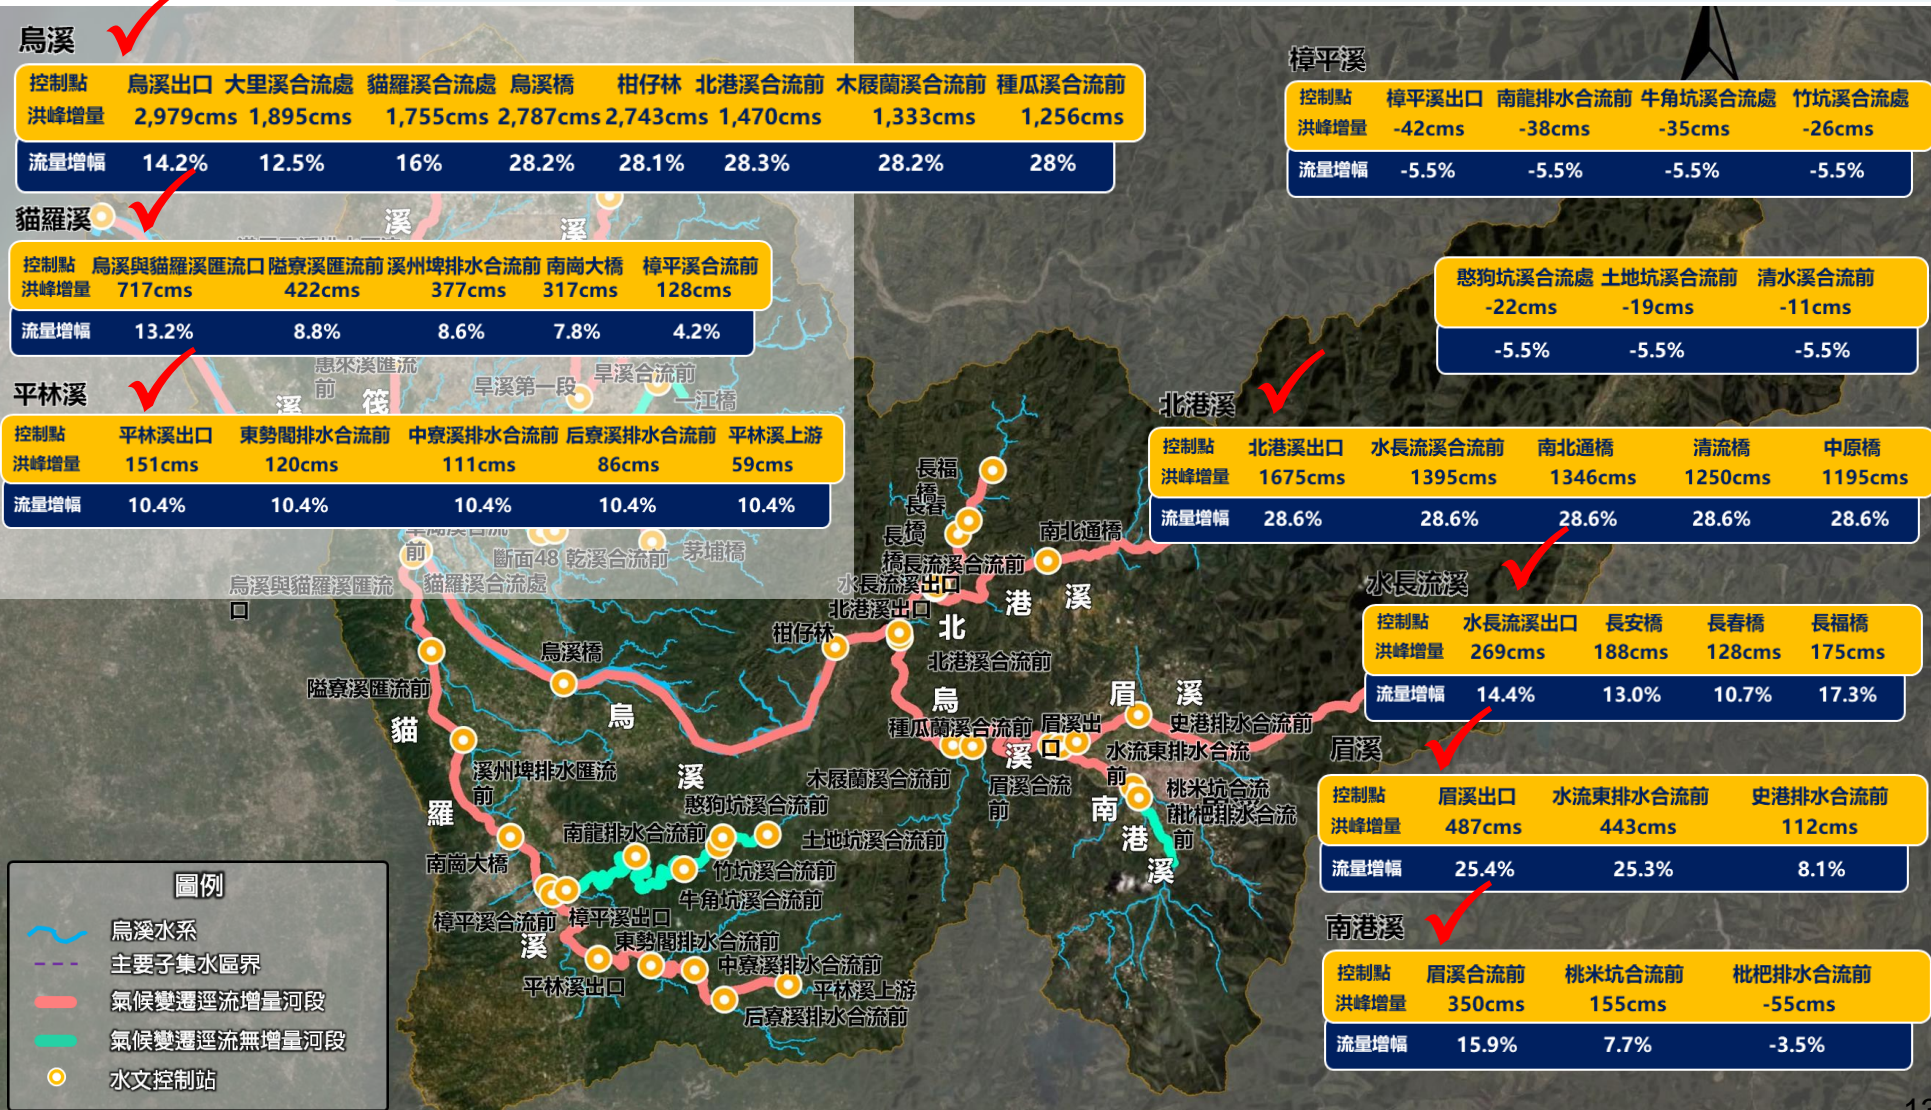 烏溪
控制點 烏溪出口 大里溪合流處 貓羅溪合流處 烏溪橋 柑仔林 北港溪合流前 木屐蘭溪合流前 種瓜溪合流前
洪峰增量 2,979cms 1,895cms 1,755cms 2,787cms 2,743cms 1,470cms 1,333cms 1,256cms
流量增幅 14.2% 12.5% 16% 28.2% 28.1% 28.3% 28.2% 28%
樟平溪
控制點 樟平溪出口 南龍排水合流前 牛角坑溪合流處 竹坑溪合流處
洪峰增量 -42cms -38cms -35cms -26cms
流量增幅 -5.5% -5.5% -5.5% -5.5%
憨狗坑溪合流處 土地坑溪合流前 清水溪合流前
-22cms -19cms -11cms
-5.5% -5.5% -5.5%
貓羅溪
溪 溪
控制點 烏溪與貓羅溪匯流口 隘寮溪匯流前 溪州埤排水合流前 南崗大橋 樟平溪合流前
洪峰增量 717cms 422cms 377cms 317cms 128cms
流量增幅 13.2% 8.8% 8.6% 7.8% 4.2%
惠來溪匯流
前
旱溪第一段
旱溪合流前
一江橋
溪 筏
平林溪
控制點 平林溪出口 東勢閣排水合流前 中寮溪排水合流前 后寮溪排水合流前 平林溪上游
洪峰增量 151cms 120cms 111cms 86cms 59cms
流量增幅 10.4% 10.4% 10.4% 10.4% 10.4%
北港溪
控制點 北港溪出口 水長流溪合流前 南北通橋 清流橋 中原橋
洪峰增量 1675cms 1395cms 1346cms 1250cms 1195cms
流量增幅 28.6% 28.6% 28.6% 28.6% 28.6%
前
斷面48 乾溪合流前 茅埔橋
烏溪與貓羅溪匯流
口
貓羅溪合流處
長福
橋
長春
橋
長安
橋
南北通橋
水長流溪合流前
水長流溪出口
北港溪出口
北 港 溪
柑仔林
北港溪合流前
烏溪橋
隘寮溪匯流前
烏
溪
烏
溪
眉 溪
種瓜蘭溪合流前
眉溪出
口
史港排水合流前
水流東排水合流
前
木屐蘭溪合流前
眉溪合流
前
桃米坑合流
前
枇杷排水合流
前
南
港
溪
貓
羅
溪
溪州埤排水匯流
前
南崗大橋
憨狗坑溪合流前
南龍排水合流前
土地坑溪合流前
竹坑溪合流前
牛角坑溪合流前
樟平溪合流前
樟平溪出口
東勢閣排水合流前
中寮溪排水合流前
平林溪出口
平林溪上游
后寮溪排水合流前
水長流溪
控制點 水長流溪出口 長安橋 長春橋 長福橋
洪峰增量 269cms 188cms 128cms 175cms
流量增幅 14.4% 13.0% 10.7% 17.3%
眉溪
控制點 眉溪出口 水流東排水合流前 史港排水合流前
洪峰增量 487cms 443cms 112cms
流量增幅 25.4% 25.3% 8.1%
南港溪
控制點 眉溪合流前 桃米坑合流前 枇杷排水合流前
洪峰增量 350cms 155cms -55cms
流量增幅 15.9% 7.7% -3.5%
圖例
烏溪水系
主要子集水區界
氣候變遷逕流增量河段
氣候變遷逕流無增量河段
水文控制站